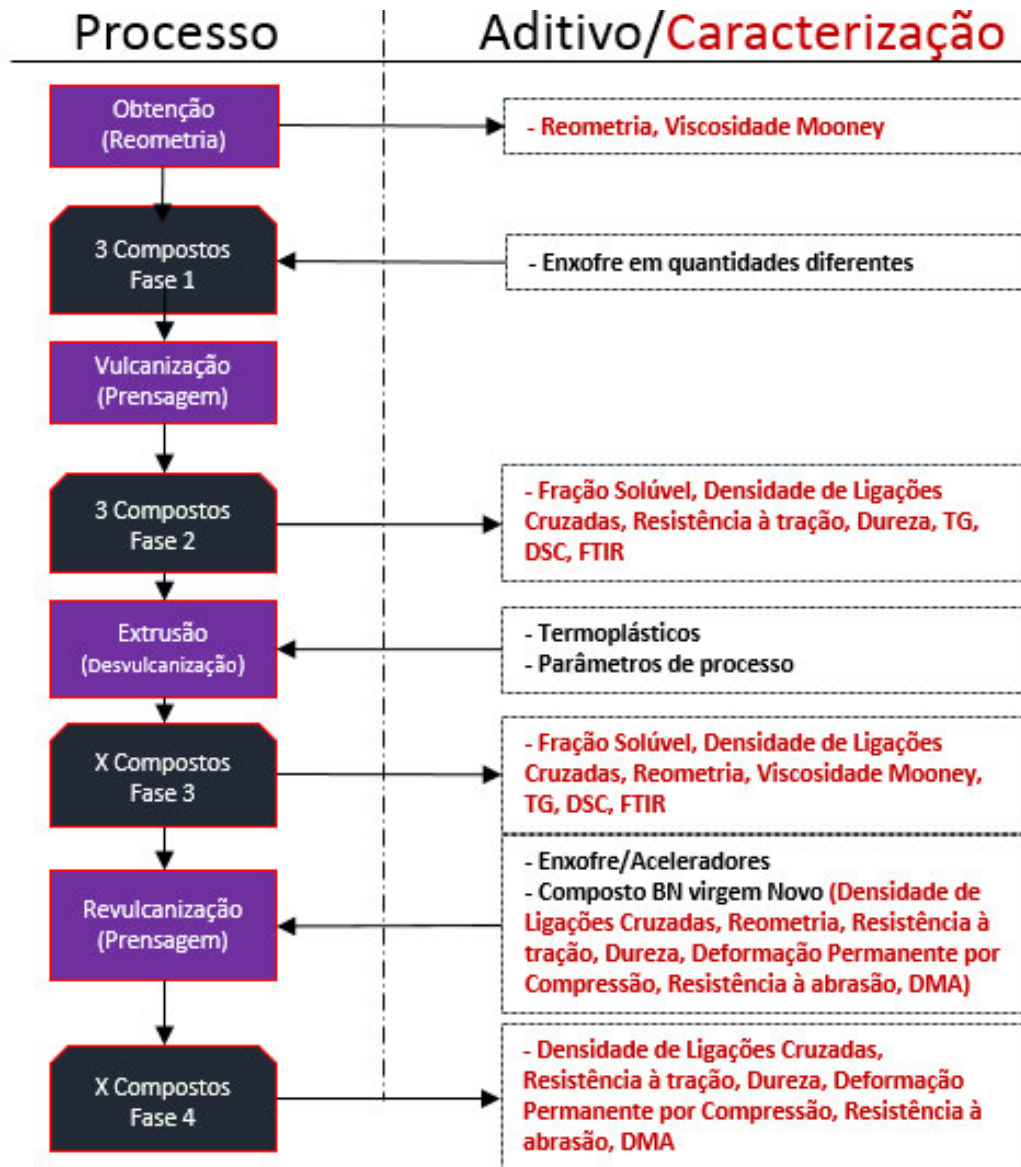 Processo
Aditivo/Caracterização
Obtenção
(Reometria)
- Reometria, Viscosidade Mooney
3 Compostos
Fase 1
- Enxofre em quantidades diferentes
Vulcanização
(Prensagem)
3 Compostos
Fase 2
- Fração Solúvel, Densidade de Ligações
Cruzadas, Resistência à tração, Dureza, TG,
DSC, FTIR
Extrusão
(Desvulcanização)
- Termoplásticos
- Parâmetros de processo
X Compostos
Fase 3
- Fração Solúvel, Densidade de Ligações
Cruzadas, Reometria, Viscosidade Mooney,
TG, DSC, FTIR
Revulcanização
(Prensagem)
- Enxofre/Aceleradores
- Composto BN virgem Novo (Densidade de
Ligações Cruzadas, Reometria, Resistência à
tração, Dureza, Deformação Permanente por
Compressão, Resistência à abrasão, DMA)
X Compostos
Fase 4
- Densidade de Ligações Cruzadas,
Resistência à tração, Dureza, Deformação
Permanente por Compressão, Resistência à
abrasão, DMA